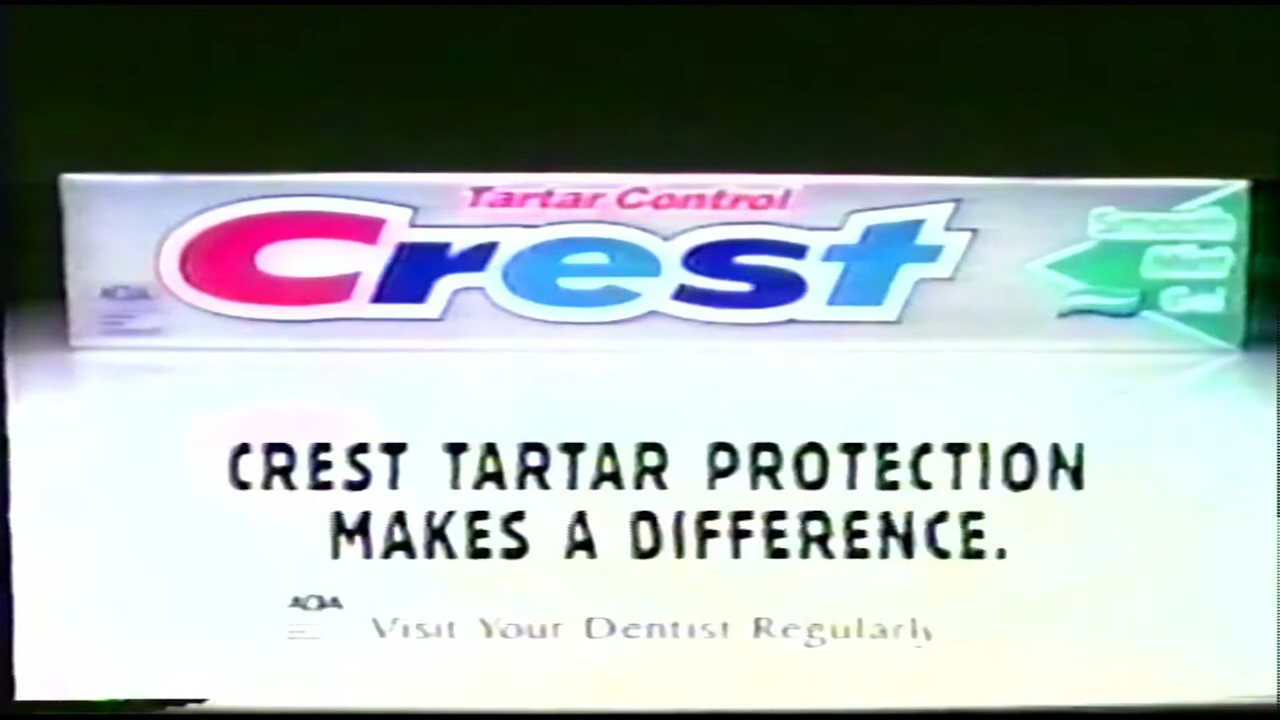 Tartar Control
Crest
CREST TARTAR PROTECTION
MAKES A DIFFERENCE.
ADA
Visit Your Dentist Regularly